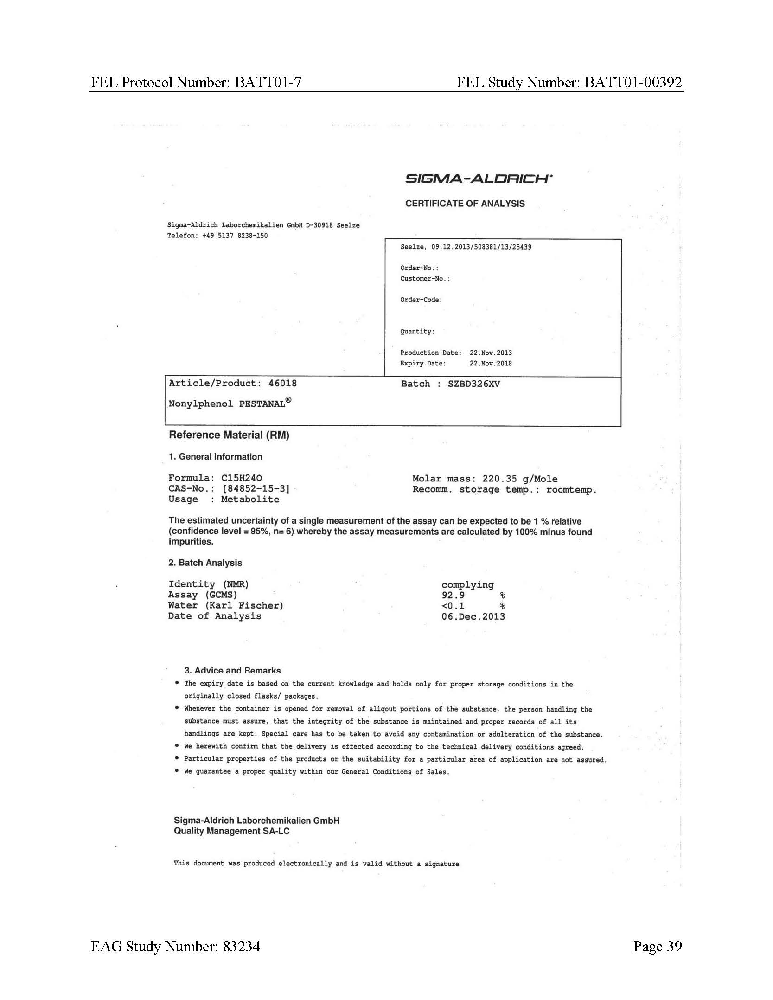 FEL Protocol Number: BATT01-7 FEL Study Number: BATT01-00392
SIGMA-ALDRICH
CERTIFICATE OF ANALYSIS
Sigma-Aldrich Laborchemikalien GmbH D-30918 Seelze
Telefon: +49 5137 8238-150
Seelze, 09.12.2013/508381/13/25439
Order-No.:
Customer-No.:
Order-Code:
Quantity:
Production Date: 22.Nov.2013
Expiry Date: 22.Nov.2018
Article/Product: 46018 Batch : SZBD326XV
Nonylphenol PESTANAL®
Reference Material (RM)
1. General Information
Formula: C15H24O Molar mass: 220.35 g/Mole
CAS-No.: [84852-15-3] Recomm. storage temp.: roomtemp.
Usage : Metabolite
The estimated uncertainty of a single measurement of the assay can be expected to be 1 % relative
(confidence level = 95%, n= 6) whereby the assay measurements are calculated by 100% minus found
impurities.
2. Batch Analysis
Identity (NMR) complying
Assay (GCMS) 92.9 %
Water (Karl Fischer) <0.1 %
Date of Analysis 06.Dec.2013
3. Advice and Remarks
• The expiry date is based on the current knowledge and holds only for proper storage conditions in the
originally closed flasks/ packages.
• Whenever the container is opened for removal of aliqout portions of the substance, the person handling the
substance must assure, that the integrity of the substance is maintained and proper records of all its
handlings are kept. Special care has to be taken to avoid any contamination or adulteration of the substance.
• We herewith confirm that the delivery is effected according to the technical delivery conditions agreed.
• Particular properties of the products or the suitability for a particular area of application are not assured.
• We guarantee a proper quality within our General Conditions of Sales.
Sigma-Aldrich Laborchemikalien GmbH
Quality Management SA-LC
This document was produced electronically and is valid without a signature
EAG Study Number: 83234 Page 39